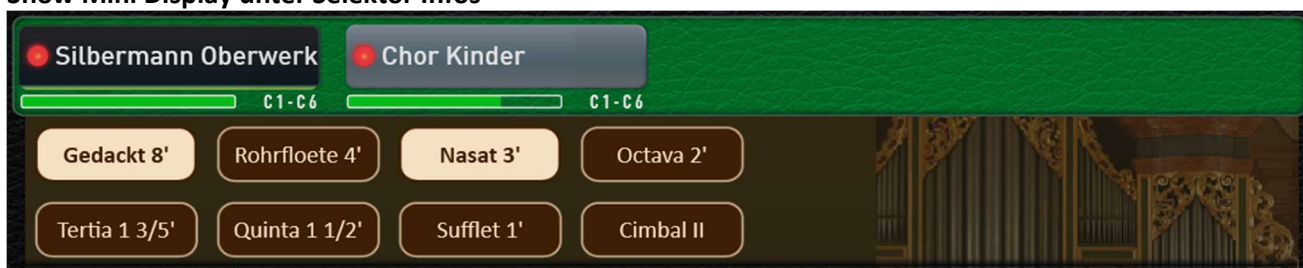 Show Mini Display unter Selektor Infos
Silbermann Oberwerk Chor Kinder
C1-C6 C1-C6
Gedackt 8' Rohrfloete 4' Nasat 3' Octava 2'
Tertia 1 3/5' Quinta 1 1/2' Sufflet 1' Cimbal II